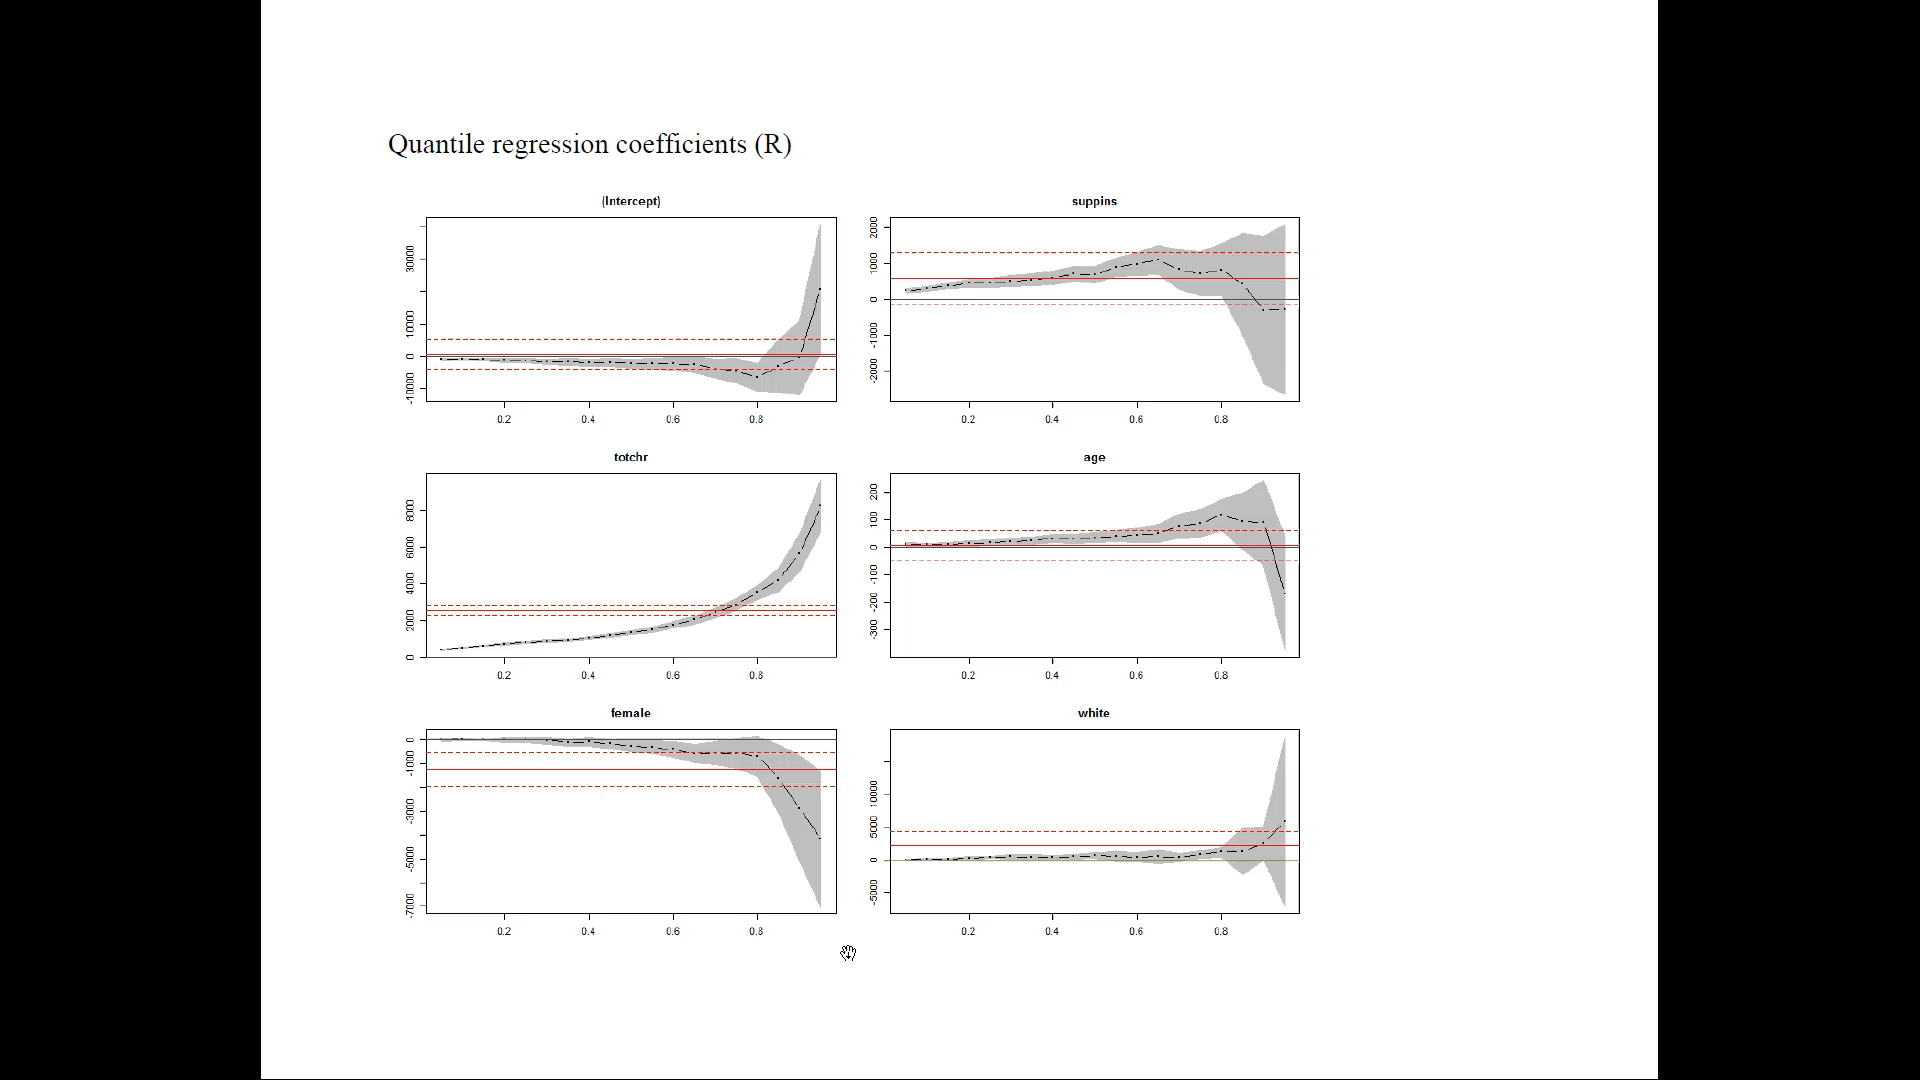 Quantile regression coefficients (R)
(Intercept)
30000
10000
0
-10000
0.2 0.4 0.6 0.8
suppins
2000
1000
0
-1000
-2000
0.2 0.4 0.6 0.8
totchr
8000
6000
4000
2000
0
0.2 0.4 0.6 0.8
age
200
100
0
-100
-200
-300
0.2 0.4 0.6 0.8
female
0
-1000
-3000
-5000
-7000
0.2 0.4 0.6 0.8
white
10000
5000
0
-5000
0.2 0.4 0.6 0.8